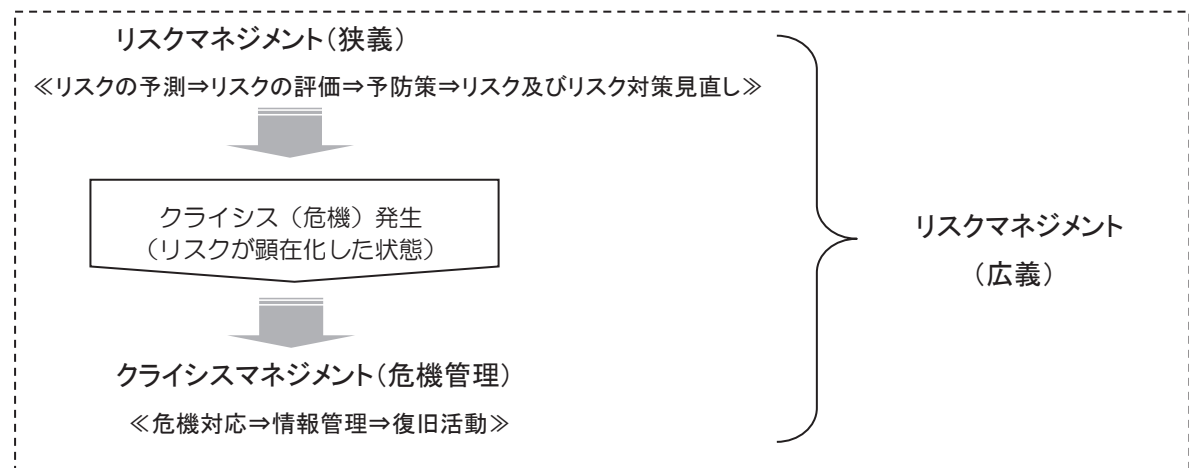 リスクマネジメント（狭義）
≪リスクの予測⇒リスクの評価⇒予防策⇒リスク及びリスク対策見直し≫
クライシス（危機）発生
（リスクが顕在化した状態）
クライシスマネジメント（危機管理）
≪危機対応⇒情報管理⇒復旧活動≫
リスクマネジメント
（広義）